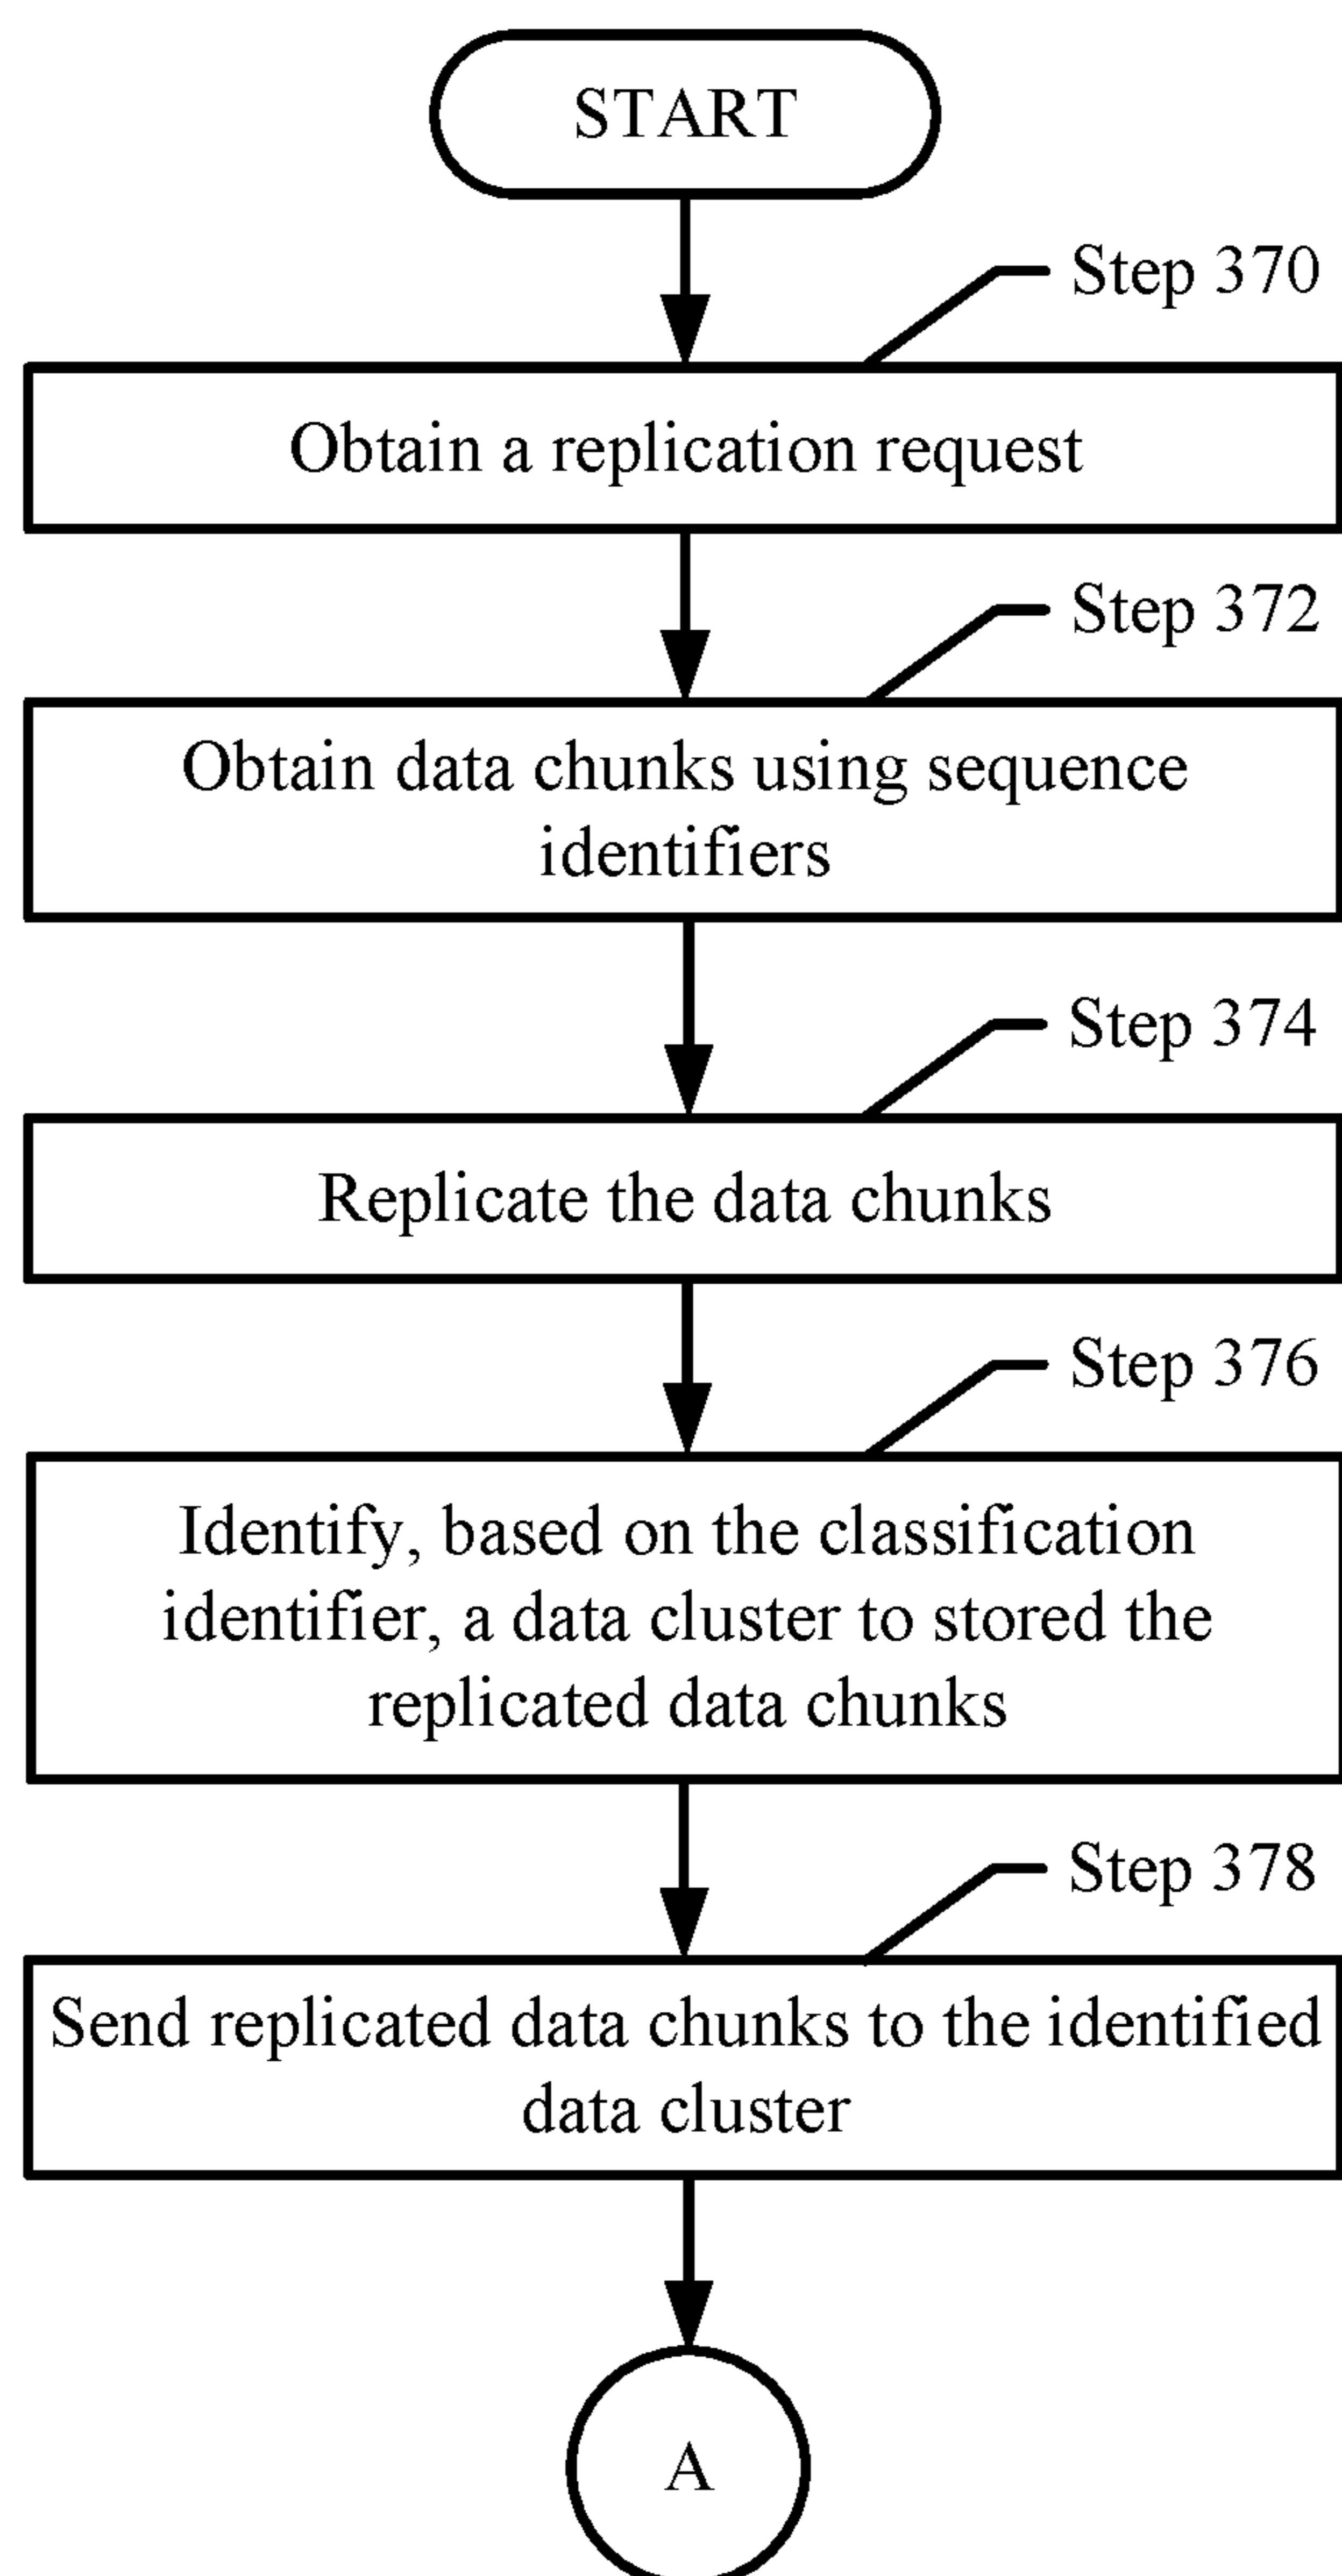 START
Step 370
Obtain a replication request
Step 372
Obtain data chunks using sequence
identifiers
Step 374
Replicate the data chunks
Step 376
Identify, based on the classification
identifier, a data cluster to stored the
replicated data chunks
Step 378
Send replicated data chunks to the identified
data cluster
A